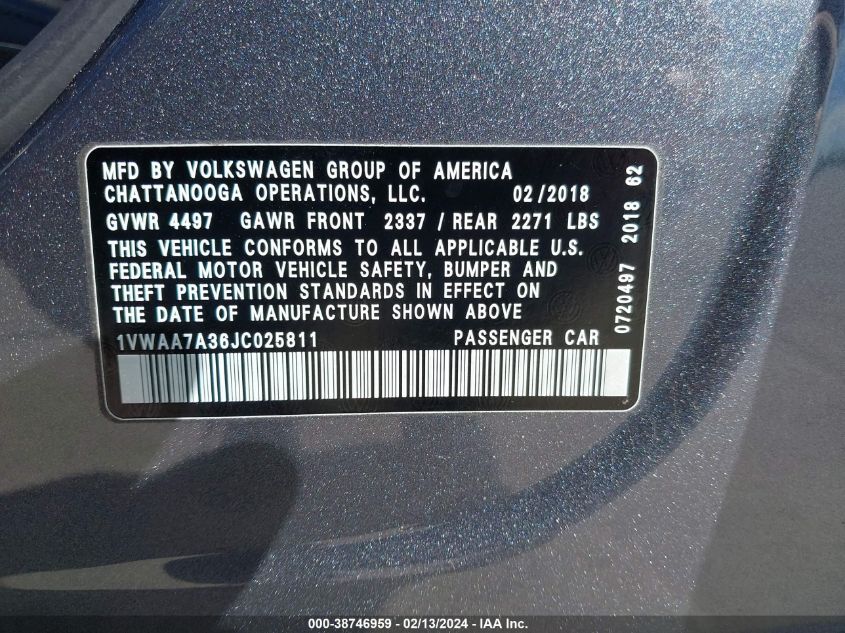 MFD BY VOLKSWAGEN GROUP OF AMERICA
CHATTANOOGA OPERATIONS, LLC. 02/2018
GVWR 4497 GAWR FRONT 2337 / REAR 2271 LBS
THIS VEHICLE CONFORMS TO ALL APPLICABLE U.S.
FEDERAL MOTOR VEHICLE SAFETY, BUMPER AND
THEFT PREVENTION STANDARDS IN EFFECT ON
THE DATE OF MANUFACTURE SHOWN ABOVE
1VWAA7A36JC025811 PASSENGER CAR
0720497 2018 62
000-38746959 - 02/13/2024 - IAA Inc.